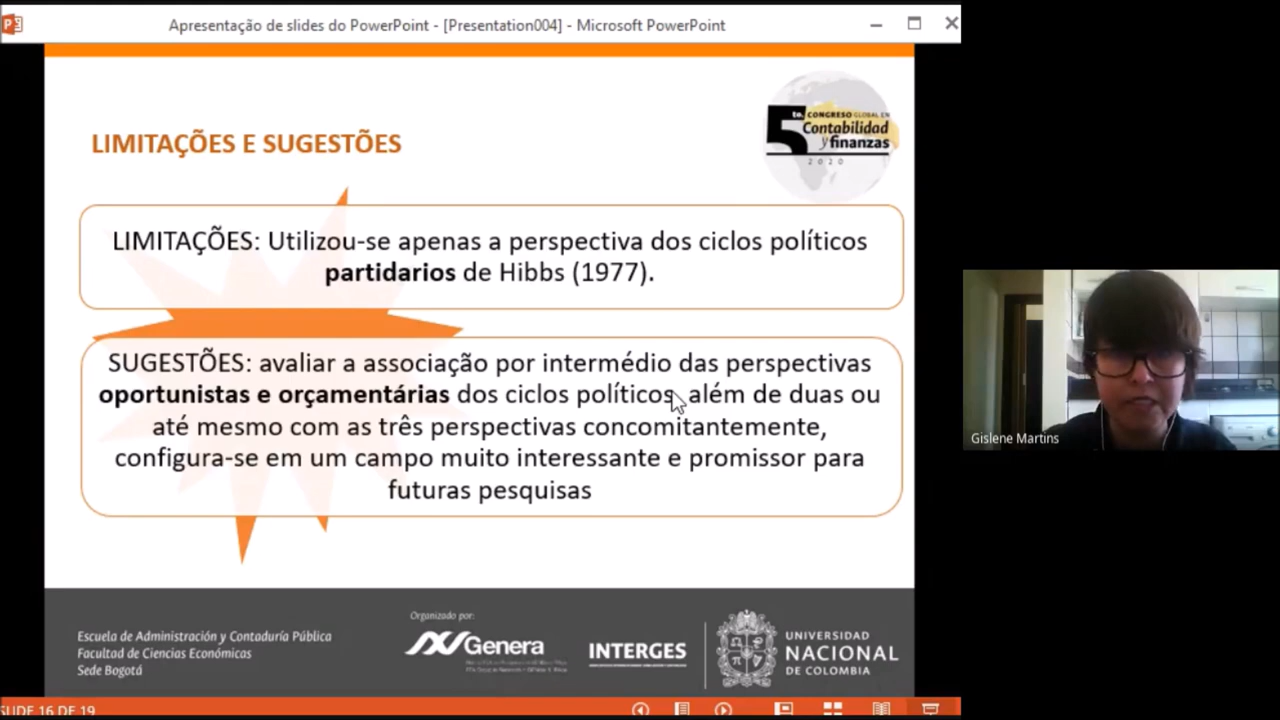 Apresentação de slides do PowerPoint - [Presentation004] - Microsoft PowerPoint
LIMITAÇÕES E SUGESTÕES
5to. CONGRESO GLOBAL EN
Contabilidad
y finanzas
2020
LIMITAÇÕES: Utilizou-se apenas a perspectiva dos ciclos políticos
partidarios de Hibbs (1977).
SUGESTÕES: avaliar a associação por intermédio das perspectivas
oportunistas e orçamentárias dos ciclos políticos, além de duas ou
até mesmo com as três perspectivas concomitantemente,
configura-se em um campo muito interessante e promissor para
futuras pesquisas
Gislene Martins
Escuela de Administración y Contaduría Pública
Facultad de Ciencias Económicas
Sede Bogotá
Organizado por:
Genera
INTERGES
UNIVERSIDAD
NACIONAL
DE COLOMBIA
SLIDE 16 DE 19